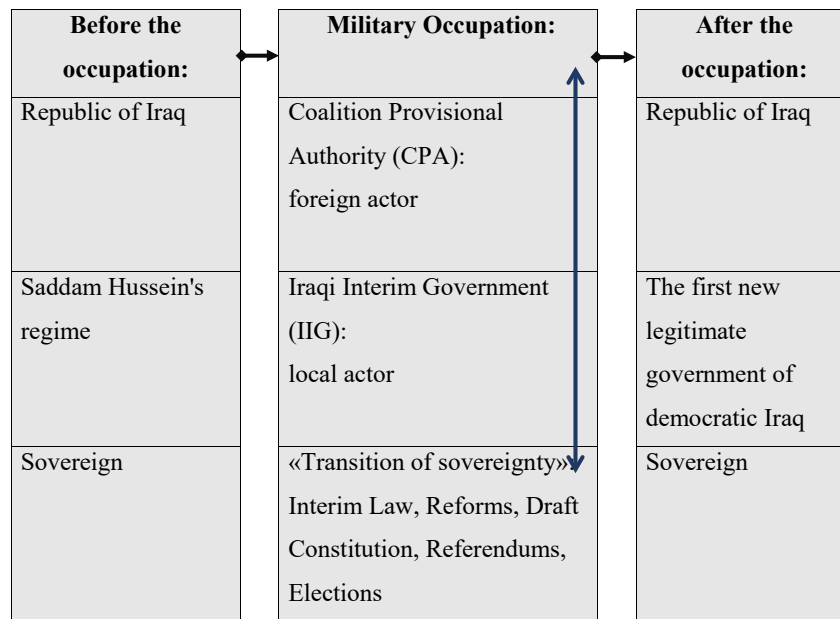 Before the
occupation:
Republic of Iraq
Saddam Hussein's
regime
Sovereign
Military Occupation:
Coalition Provisional
Authority (CPA):
foreign actor
Iraqi Interim Government
(IIG):
local actor
«Transition of sovereignty»:
Interim Law, Reforms, Draft
Constitution, Referendums,
Elections
After the
occupation:
Republic of Iraq
The first new
legitimate
government of
democratic Iraq
Sovereign